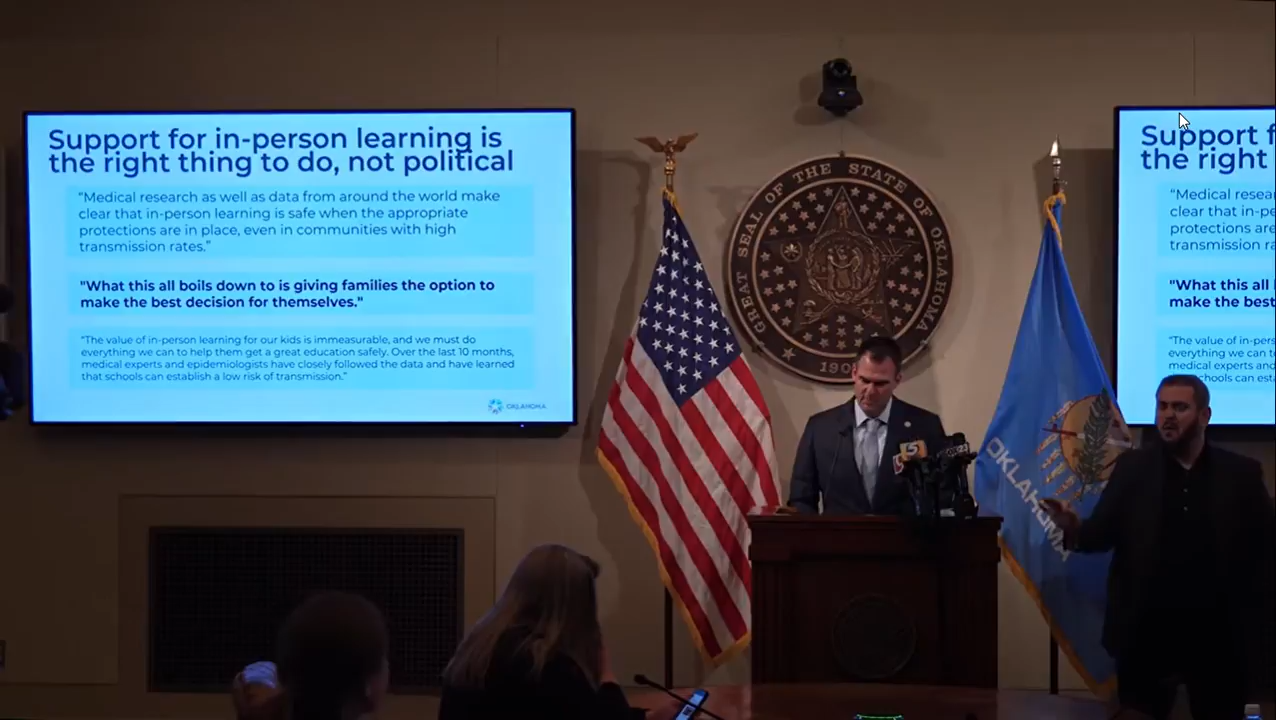 Support for in-person learning is
the right thing to do, not political
"Medical research as well as data from around the world make
clear that in-person learning is safe when the appropriate
protections are in place, even in communities with high
transmission rates."
"What this all boils down to is giving families the option to
make the best decision for themselves."
"The value of in-person learning for our kids is immeasurable, and we must do
everything we can to help them get a great education safely. Over the last 10 months,
medical experts and epidemiologists have closely followed the data and have learned
that schools can establish a low risk of transmission."
OKLAHOMA
GREAT SEAL OF THE STATE OF OKLAHOMA
5
OKLAHOMA
Support f
the right
"Medical resear
clear that in-pe
protections are
transmission ra
"What this all
make the best
"The value of in-pers
everything we can t
medical experts and
schools can esta